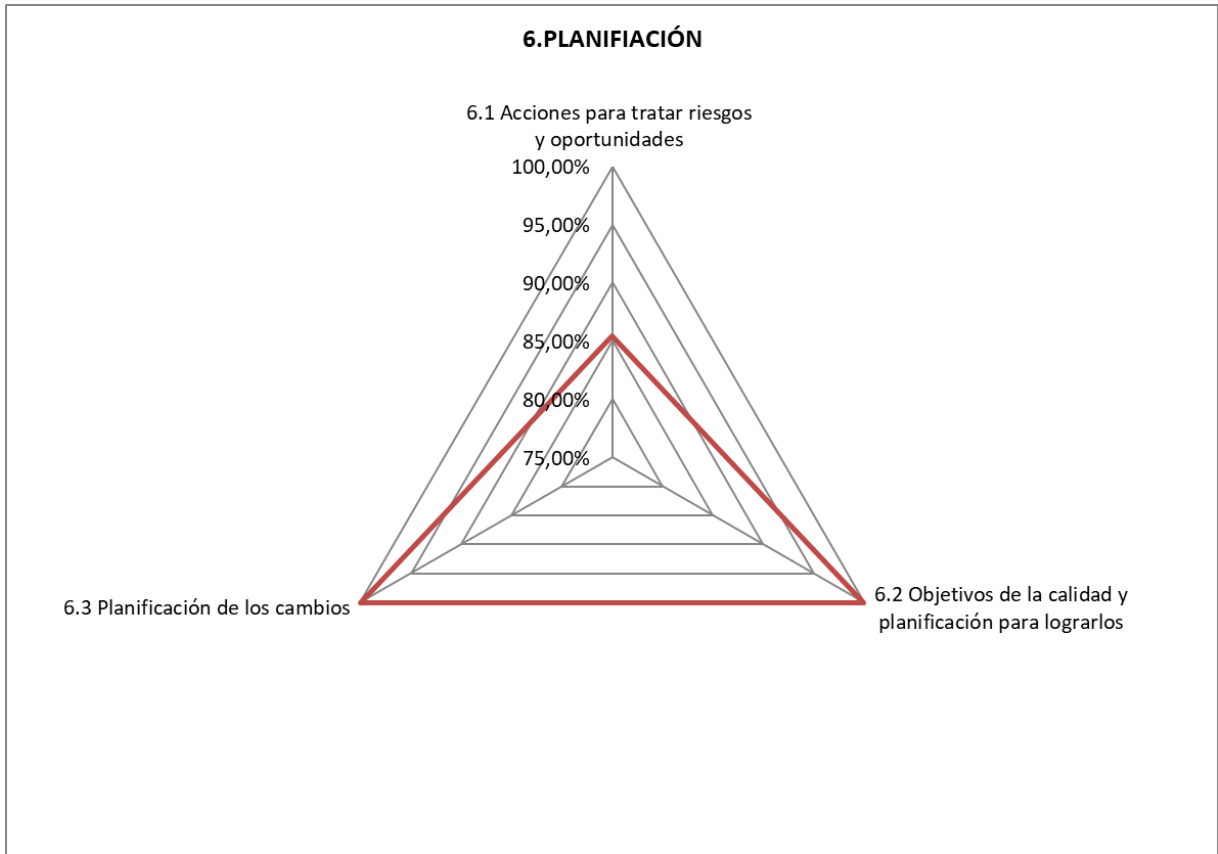 6.PLANIFIACIÓN
6.1 Acciones para tratar riesgos
y oportunidades
100,00%
95,00%
90,00%
85,00%
80,00%
75,00%
6.3 Planificación de los cambios
6.2 Objetivos de la calidad y
planificación para lograrlos